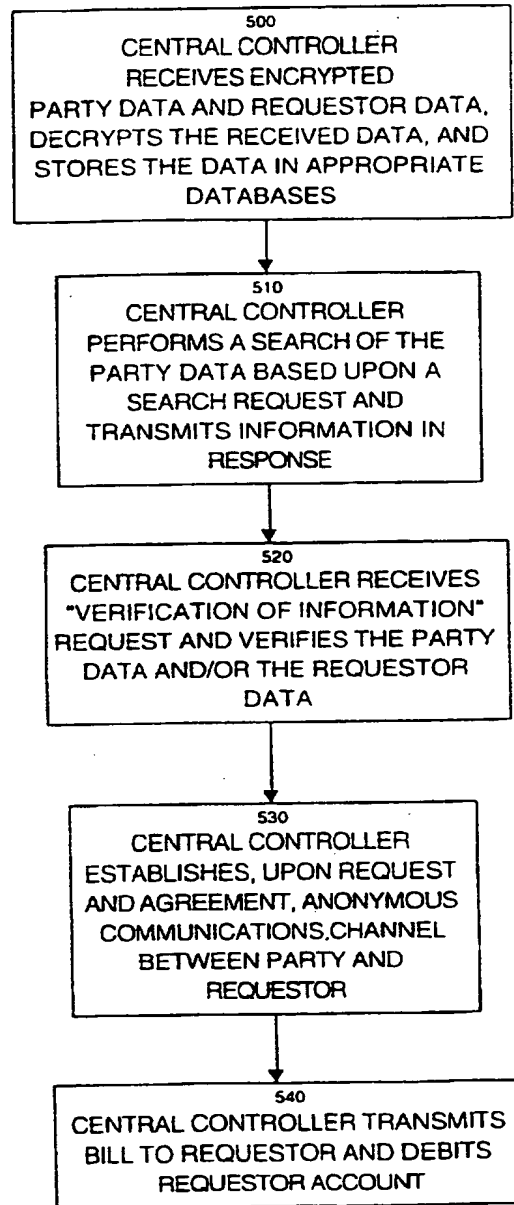 500
CENTRAL CONTROLLER
RECEIVES ENCRYPTED
PARTY DATA AND REQUESTOR DATA,
DECRYPTS THE RECEIVED DATA, AND
STORES THE DATA IN APPROPRIATE
DATABASES
510
CENTRAL CONTROLLER
PERFORMS A SEARCH OF THE
PARTY DATA BASED UPON A
SEARCH REQUEST AND
TRANSMITS INFORMATION IN
RESPONSE
520
CENTRAL CONTROLLER RECEIVES
"VERIFICATION OF INFORMATION"
REQUEST AND VERIFIES THE PARTY
DATA AND/OR THE REQUESTOR
DATA
530
CENTRAL CONTROLLER
ESTABLISHES, UPON REQUEST
AND AGREEMENT, ANONYMOUS
COMMUNICATIONS,CHANNEL
BETWEEN PARTY AND
REQUESTOR
540
CENTRAL CONTROLLER TRANSMITS
BILL TO REQUESTOR AND DEBITS
REQUESTOR ACCOUNT